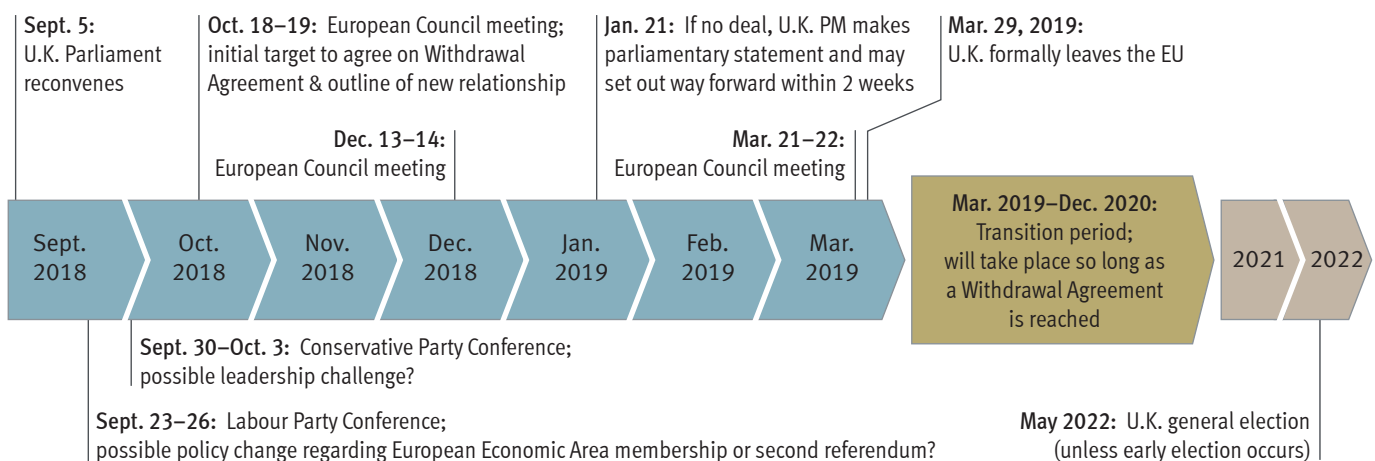 Sept. 5:
U.K. Parliament
reconvenes
Oct. 18–19: European Council meeting;
initial target to agree on Withdrawal
Agreement & outline of new relationship
Jan. 21: If no deal, U.K. PM makes
parliamentary statement and may
set out way forward within 2 weeks
Mar. 29, 2019:
U.K. formally leaves the EU
Dec. 13–14:
European Council meeting
Mar. 21–22:
European Council meeting
Sept.
2018
Oct.
2018
Nov.
2018
Dec.
2018
Jan.
2019
Feb.
2019
Mar.
2019
Mar. 2019–Dec. 2020:
Transition period;
will take place so long as
a Withdrawal Agreement
is reached
2021
2022
Sept. 30–Oct. 3: Conservative Party Conference;
possible leadership challenge?
Sept. 23–26: Labour Party Conference;
possible policy change regarding European Economic Area membership or second referendum?
May 2022: U.K. general election
(unless early election occurs)